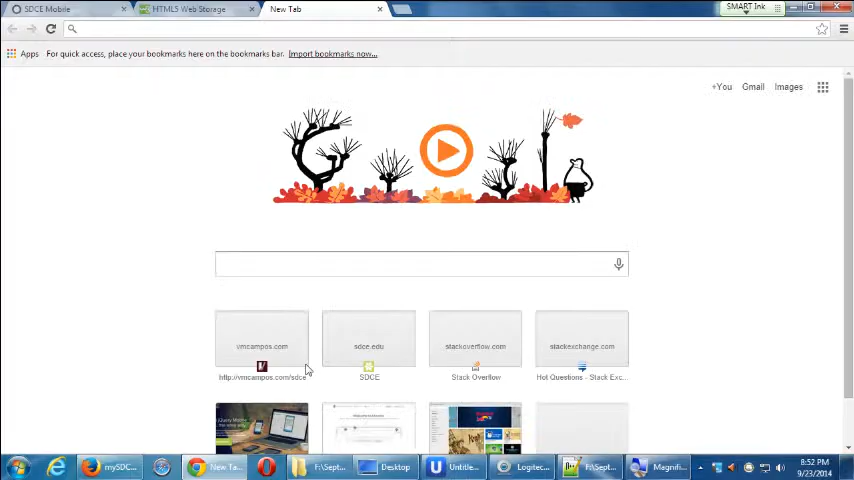 SDCE Mobile
HTML5 Web Storage
New Tab
SMART Ink
Apps
For quick access, place your bookmarks here on the bookmarks bar. Import bookmarks now...
+You Gmail Images
vmcampos.com
sdce.edu
stackoverflow.com
stackexchange.com
http://vmcampos.com/sdce
SDCE
Stack Overflow
Hot Questions - Stack Exc...
mySDC...
New Ta...
F:\Sept...
Desktop
Untitle...
Logitec...
F:\Sept...
Magnifi...
8:52 PM
9/23/2014